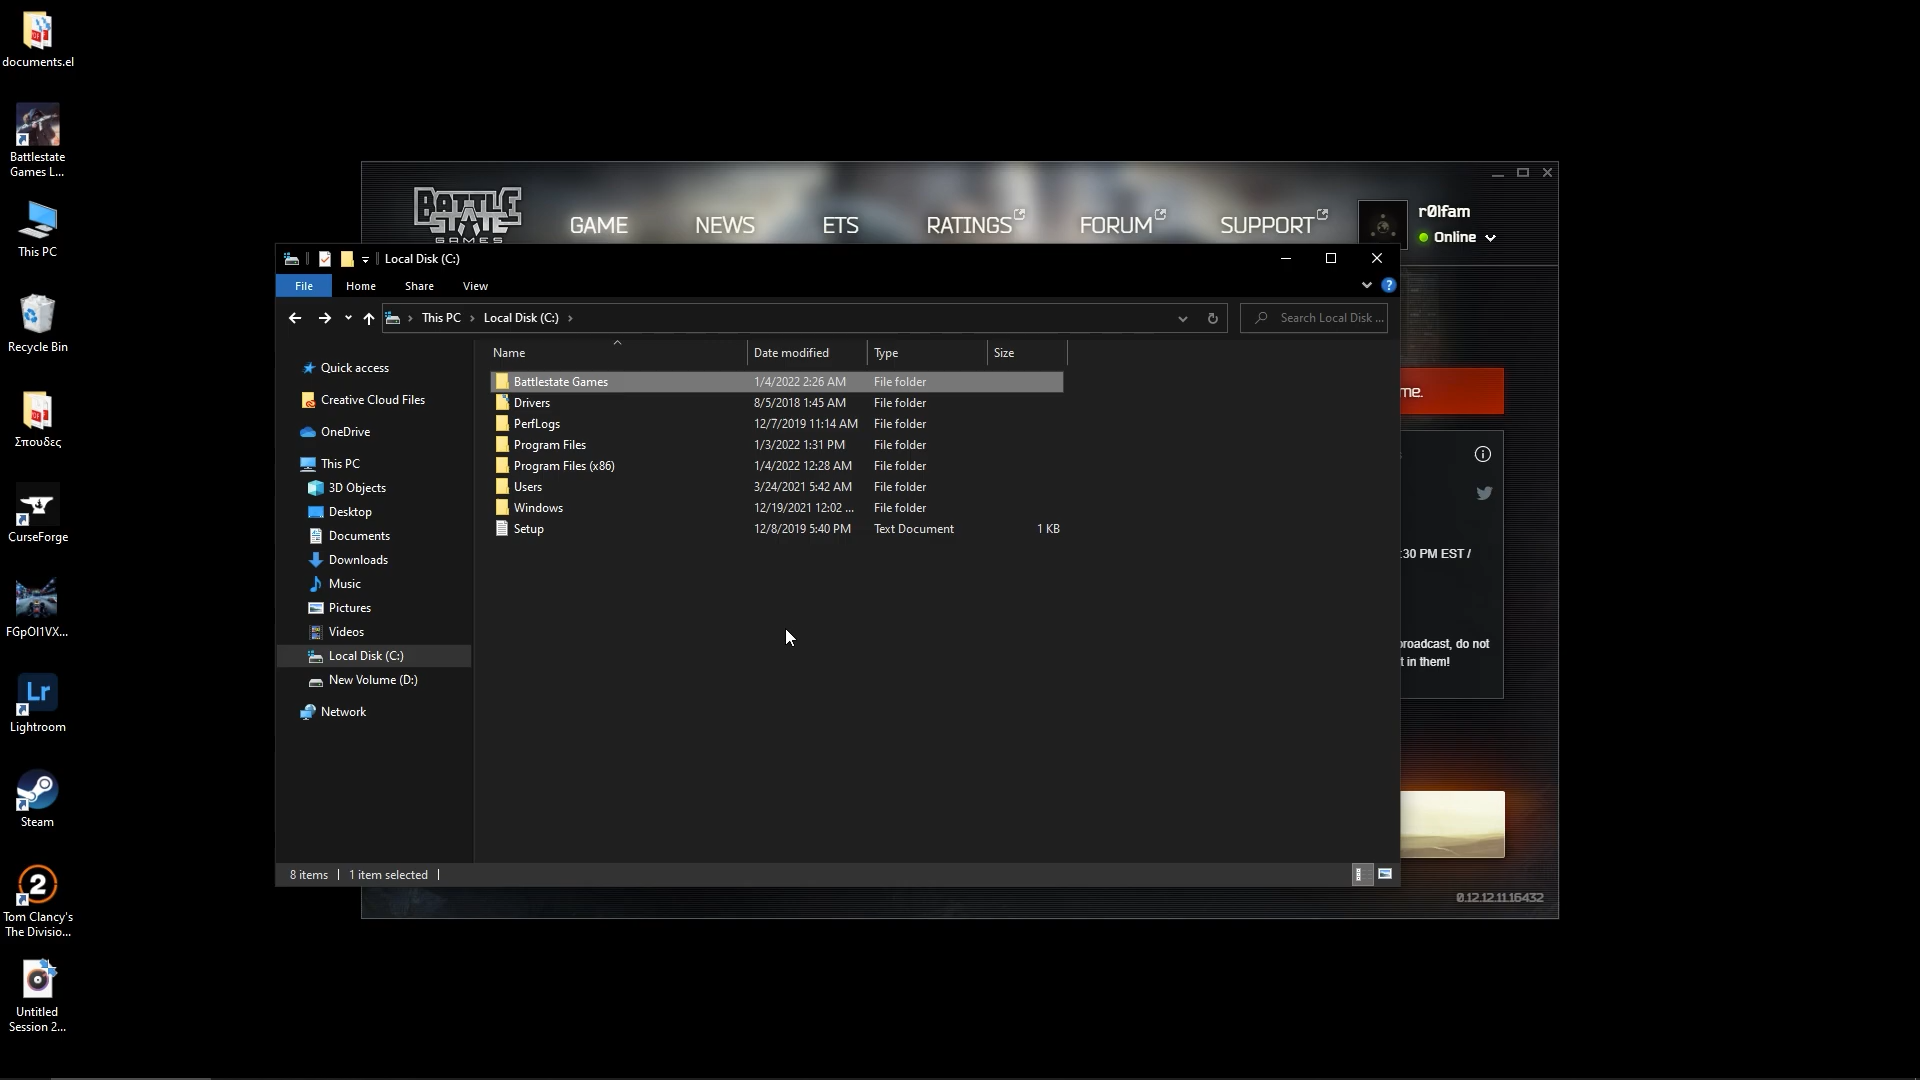 documents.el
Battlestate
Games L...
This PC
Recycle Bin
Σπουδες
CurseForge
FGpOI1VX...
Lr
Lightroom
Steam
2
Tom Clancy's
The Divisio...
Untitled
Session 2...
BATTLE
STATE
GAMES
GAME
NEWS
ETS
RATINGS
FORUM
SUPPORT
r0lfam
Online
Local Disk (C:)
File
Home
Share
View
?
This PC
Local Disk (C:)
Search Local Disk ...
Quick access
Creative Cloud Files
OneDrive
This PC
3D Objects
Desktop
Documents
Downloads
Music
Pictures
Videos
Local Disk (C:)
New Volume (D:)
Network
Name Date modified Type Size
Battlestate Games 1/4/2022 2:26 AM File folder
Drivers 8/5/2018 1:45 AM File folder
PerfLogs 12/7/2019 11:14 AM File folder
Program Files 1/3/2022 1:31 PM File folder
Program Files (x86) 1/4/2022 12:28 AM File folder
Users 3/24/2021 5:42 AM File folder
Windows 12/19/2021 12:02 ... File folder
Setup 12/8/2019 5:40 PM Text Document 1 KB
8 items
1 item selected
me.
:30 PM EST /
broadcast, do not
t in them!
0.12.12.11.16432